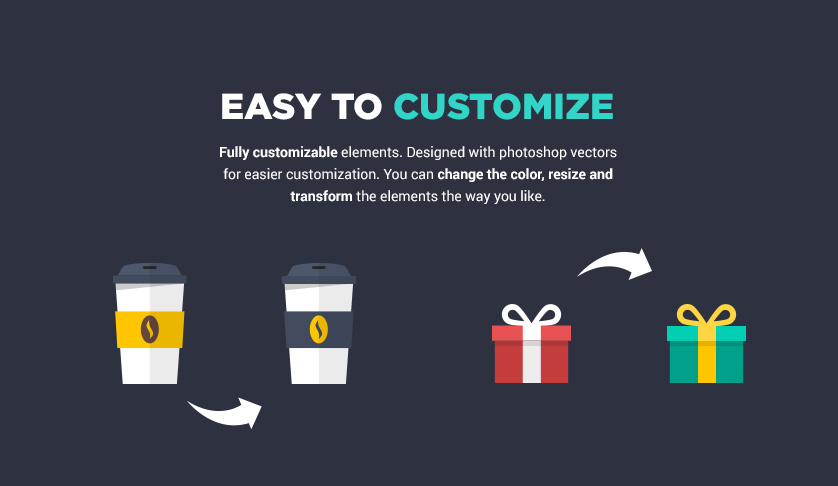 EASY TO CUSTOMIZE
Fully customizable elements. Designed with photoshop vectors
for easier customization. You can change the color, resize and
transform the elements the way you like.